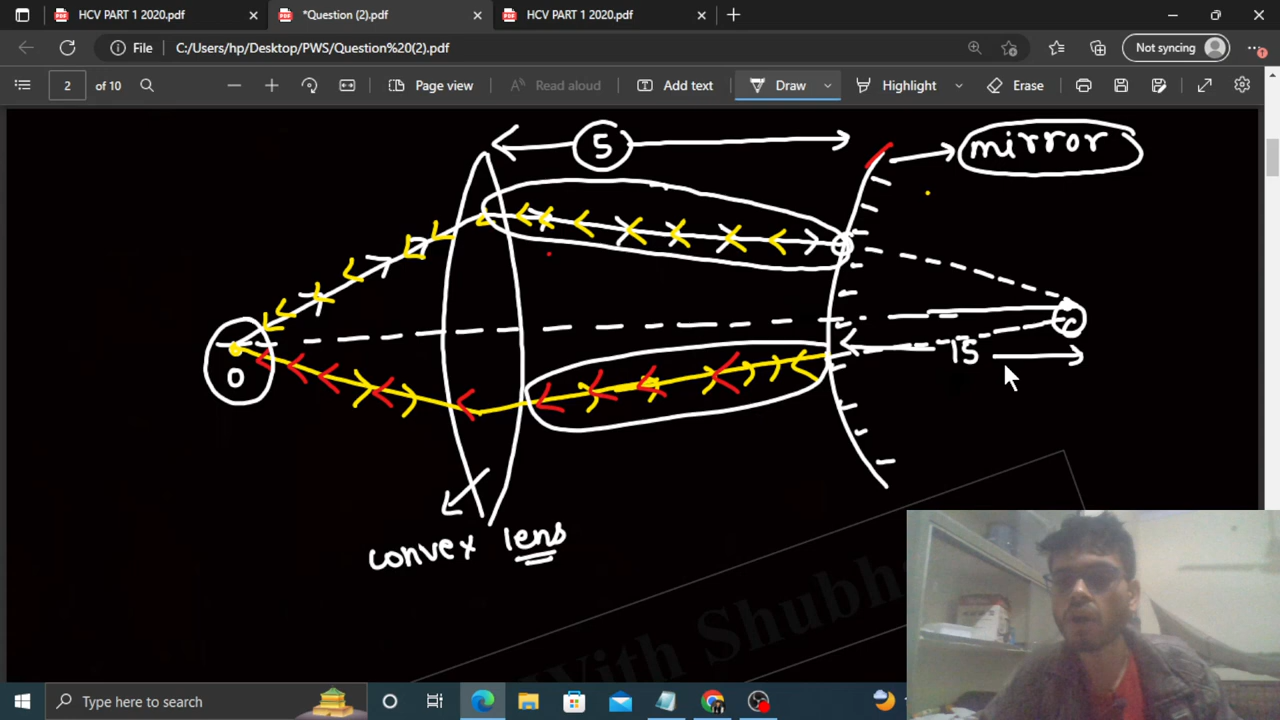 HCV PART 1 2020.pdf
*Question (2).pdf
HCV PART 1 2020.pdf
File
C:/Users/hp/Desktop/PWS/Question%20(2).pdf
Not syncing
2 of 10
Page view
Read aloud
Add text
Draw
Highlight
Erase
5
mirror
O
C
15
convex lens
With Shubha
Type here to search